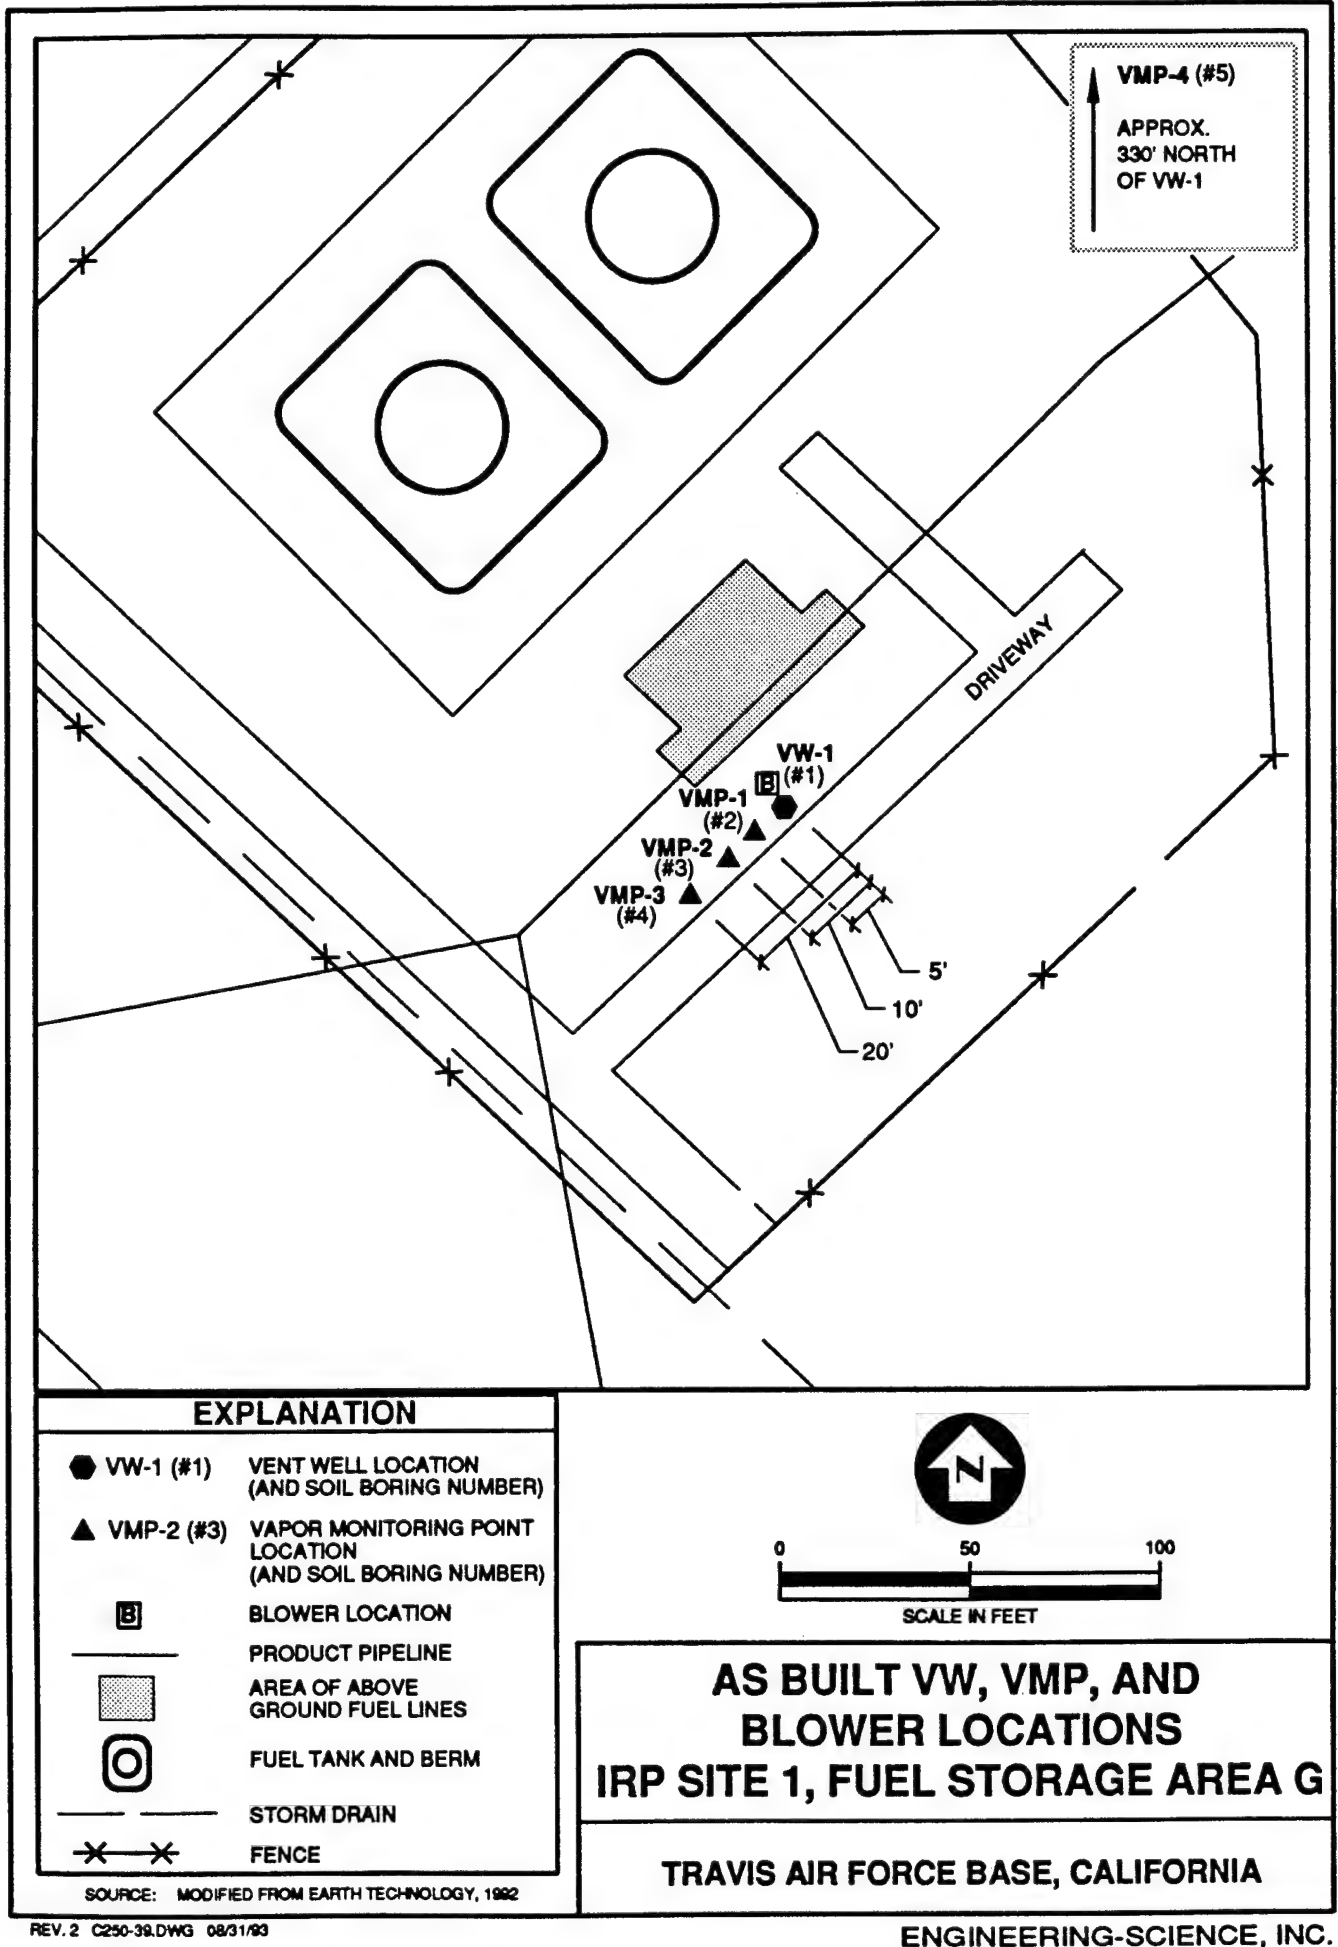 VMP-4 (#5)
APPROX.
330' NORTH
OF VW-1
DRIVEWAY
VW-1
(#1)
B
VMP-1
(#2)
VMP-2
(#3)
VMP-3
(#4)
5'
10'
20'
EXPLANATION
VW-1 (#1) VENT WELL LOCATION
(AND SOIL BORING NUMBER)
VMP-2 (#3) VAPOR MONITORING POINT
LOCATION
(AND SOIL BORING NUMBER)
B BLOWER LOCATION
PRODUCT PIPELINE
AREA OF ABOVE
GROUND FUEL LINES
FUEL TANK AND BERM
STORM DRAIN
FENCE
SOURCE: MODIFIED FROM EARTH TECHNOLOGY, 1992
N
0 50 100
SCALE IN FEET
AS BUILT VW, VMP, AND
BLOWER LOCATIONS
IRP SITE 1, FUEL STORAGE AREA G
TRAVIS AIR FORCE BASE, CALIFORNIA
REV. 2 C250-39.DWG 08/31/93
ENGINEERING-SCIENCE, INC.